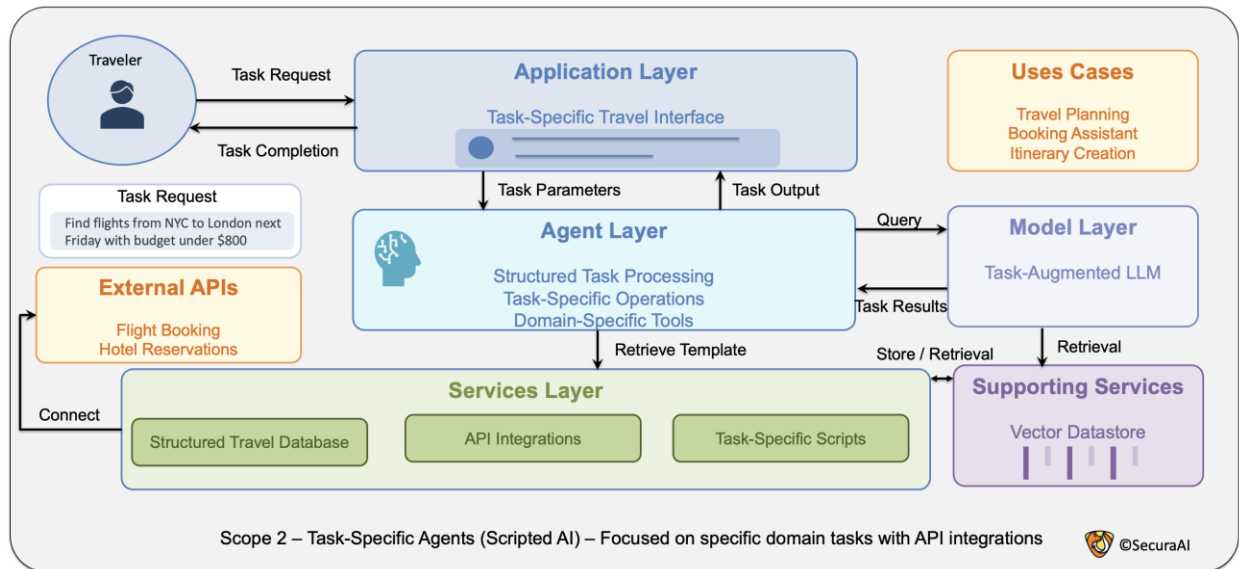 Traveler
Task Request
Task Completion
Application Layer
Task-Specific Travel Interface
Uses Cases
Travel Planning
Booking Assistant
Itinerary Creation
Task Request
Find flights from NYC to London next
Friday with budget under $800
Task Parameters
Task Output
Agent Layer
Structured Task Processing
Task-Specific Operations
Domain-Specific Tools
Query
Task Results
Model Layer
Task-Augmented LLM
External APIs
Flight Booking
Hotel Reservations
Retrieve Template
Store / Retrieval
Retrieval
Connect
Services Layer
Structured Travel Database
API Integrations
Task-Specific Scripts
Supporting Services
Vector Datastore
Scope 2 – Task-Specific Agents (Scripted AI) – Focused on specific domain tasks with API integrations
©SecuraAI